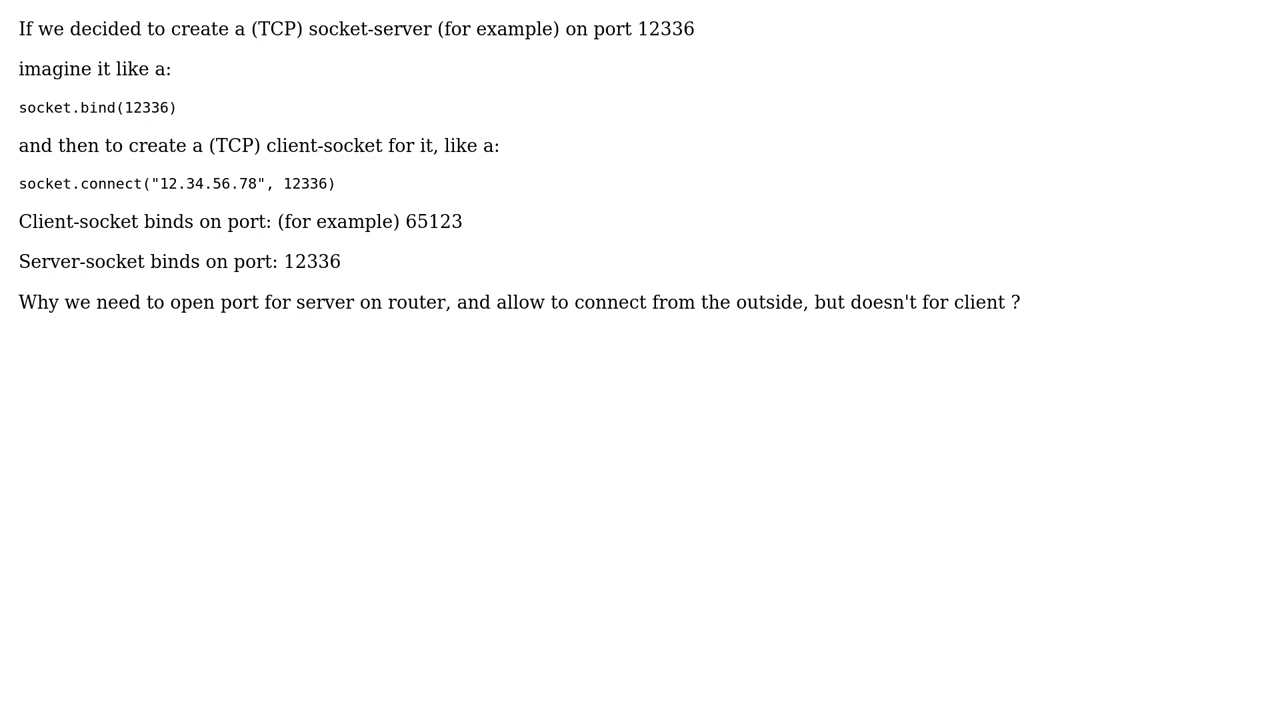 If we decided to create a (TCP) socket-server (for example) on port 12336
imagine it like a:
socket.bind(12336)
and then to create a (TCP) client-socket for it, like a:
socket.connect("12.34.56.78", 12336)
Client-socket binds on port: (for example) 65123
Server-socket binds on port: 12336
Why we need to open port for server on router, and allow to connect from the outside, but doesn't for client ?